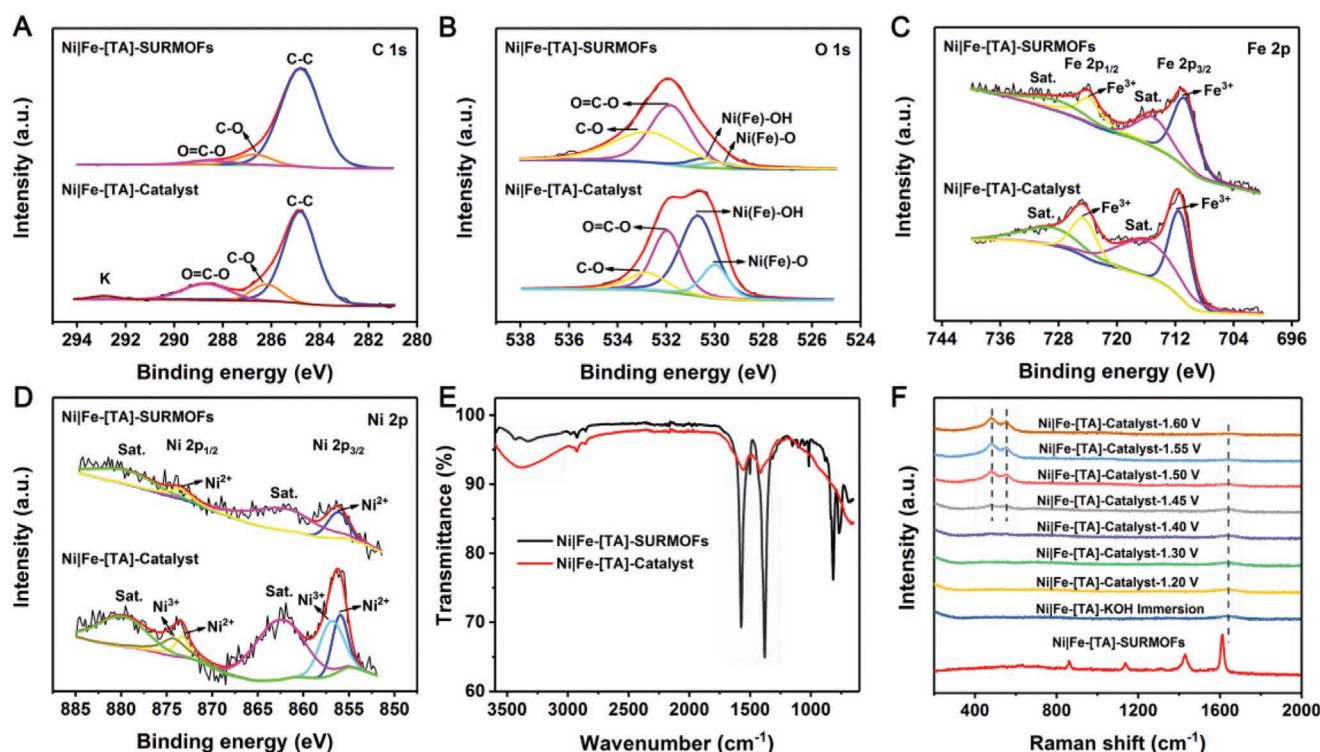 A
Ni|Fe-[TA]-SURMOFs
C 1s
C-C
C-O
O=C-O
Ni|Fe-[TA]-Catalyst
C-C
C-O
O=C-O
K
294 292 290 288 286 284 282 280
Binding energy (eV)
Intensity (a.u.)
B
Ni|Fe-[TA]-SURMOFs
O 1s
O=C-O
C-O
Ni(Fe)-OH
Ni(Fe)-O
Ni|Fe-[TA]-Catalyst
O=C-O
Ni(Fe)-OH
C-O
Ni(Fe)-O
538 536 534 532 530 528 526 524
Binding energy (eV)
Intensity (a.u.)
C
Ni|Fe-[TA]-SURMOFs
Fe 2p
Sat.
Fe 2p1/2
Fe3+
Sat.
Fe 2p3/2
Fe3+
Ni|Fe-[TA]-Catalyst
Sat.
Fe3+
Sat.
Fe3+
744 736 728 720 712 704 696
Binding energy (eV)
Intensity (a.u.)
D
Ni|Fe-[TA]-SURMOFs
Ni 2p
Sat.
Ni 2p1/2
Ni2+
Sat.
Ni 2p3/2
Ni2+
Ni|Fe-[TA]-Catalyst
Sat.
Ni3+
Ni2+
Sat.
Ni3+
Ni2+
885 880 875 870 865 860 855 850
Binding energy (eV)
Intensity (a.u.)
E
100
95
90
85
80
75
70
65
60
Transmittance (%)
Ni|Fe-[TA]-SURMOFs
Ni|Fe-[TA]-Catalyst
3600 3000 2500 2000 1500 1000
Wavenumber (cm-1)
F
Ni|Fe-[TA]-Catalyst-1.60 V
Ni|Fe-[TA]-Catalyst-1.55 V
Ni|Fe-[TA]-Catalyst-1.50 V
Ni|Fe-[TA]-Catalyst-1.45 V
Ni|Fe-[TA]-Catalyst-1.40 V
Ni|Fe-[TA]-Catalyst-1.30 V
Ni|Fe-[TA]-Catalyst-1.20 V
Ni|Fe-[TA]-KOH Immersion
Ni|Fe-[TA]-SURMOFs
400 800 1200 1600 2000
Raman shift (cm-1)
Intensity (a.u.)